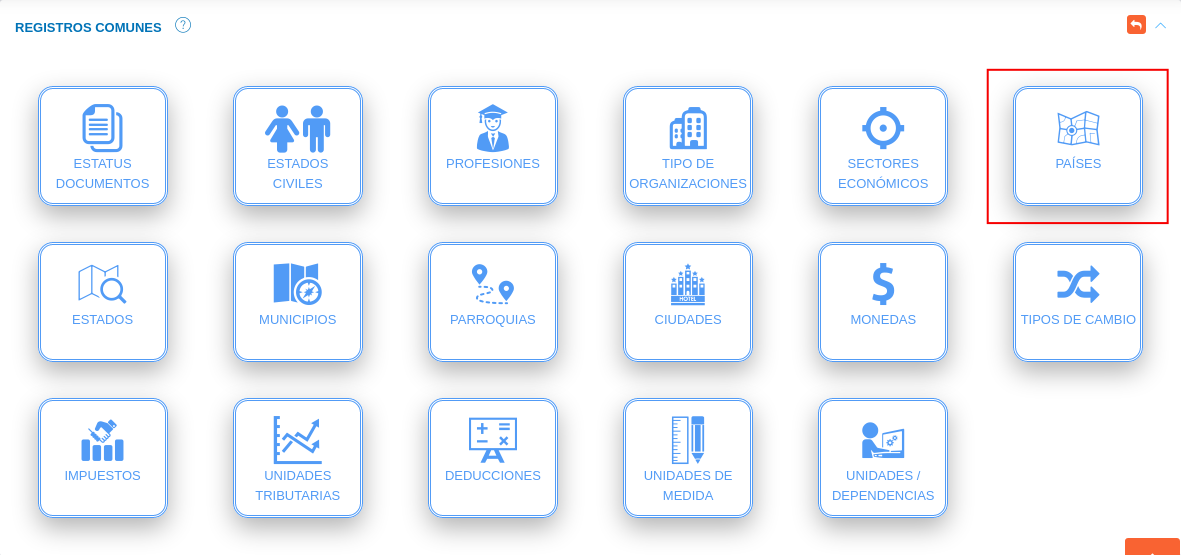 REGISTROS COMUNES ?
ESTATUS
DOCUMENTOS
ESTADOS
CIVILES
PROFESIONES
TIPO DE
ORGANIZACIONES
SECTORES
ECONÓMICOS
PAÍSES
ESTADOS
MUNICIPIOS
PARROQUIAS
HOTEL
CIUDADES
$
MONEDAS
TIPOS DE CAMBIO
IMPUESTOS
UNIDADES
TRIBUTARIAS
DEDUCCIONES
UNIDADES DE
MEDIDA
UNIDADES /
DEPENDENCIAS